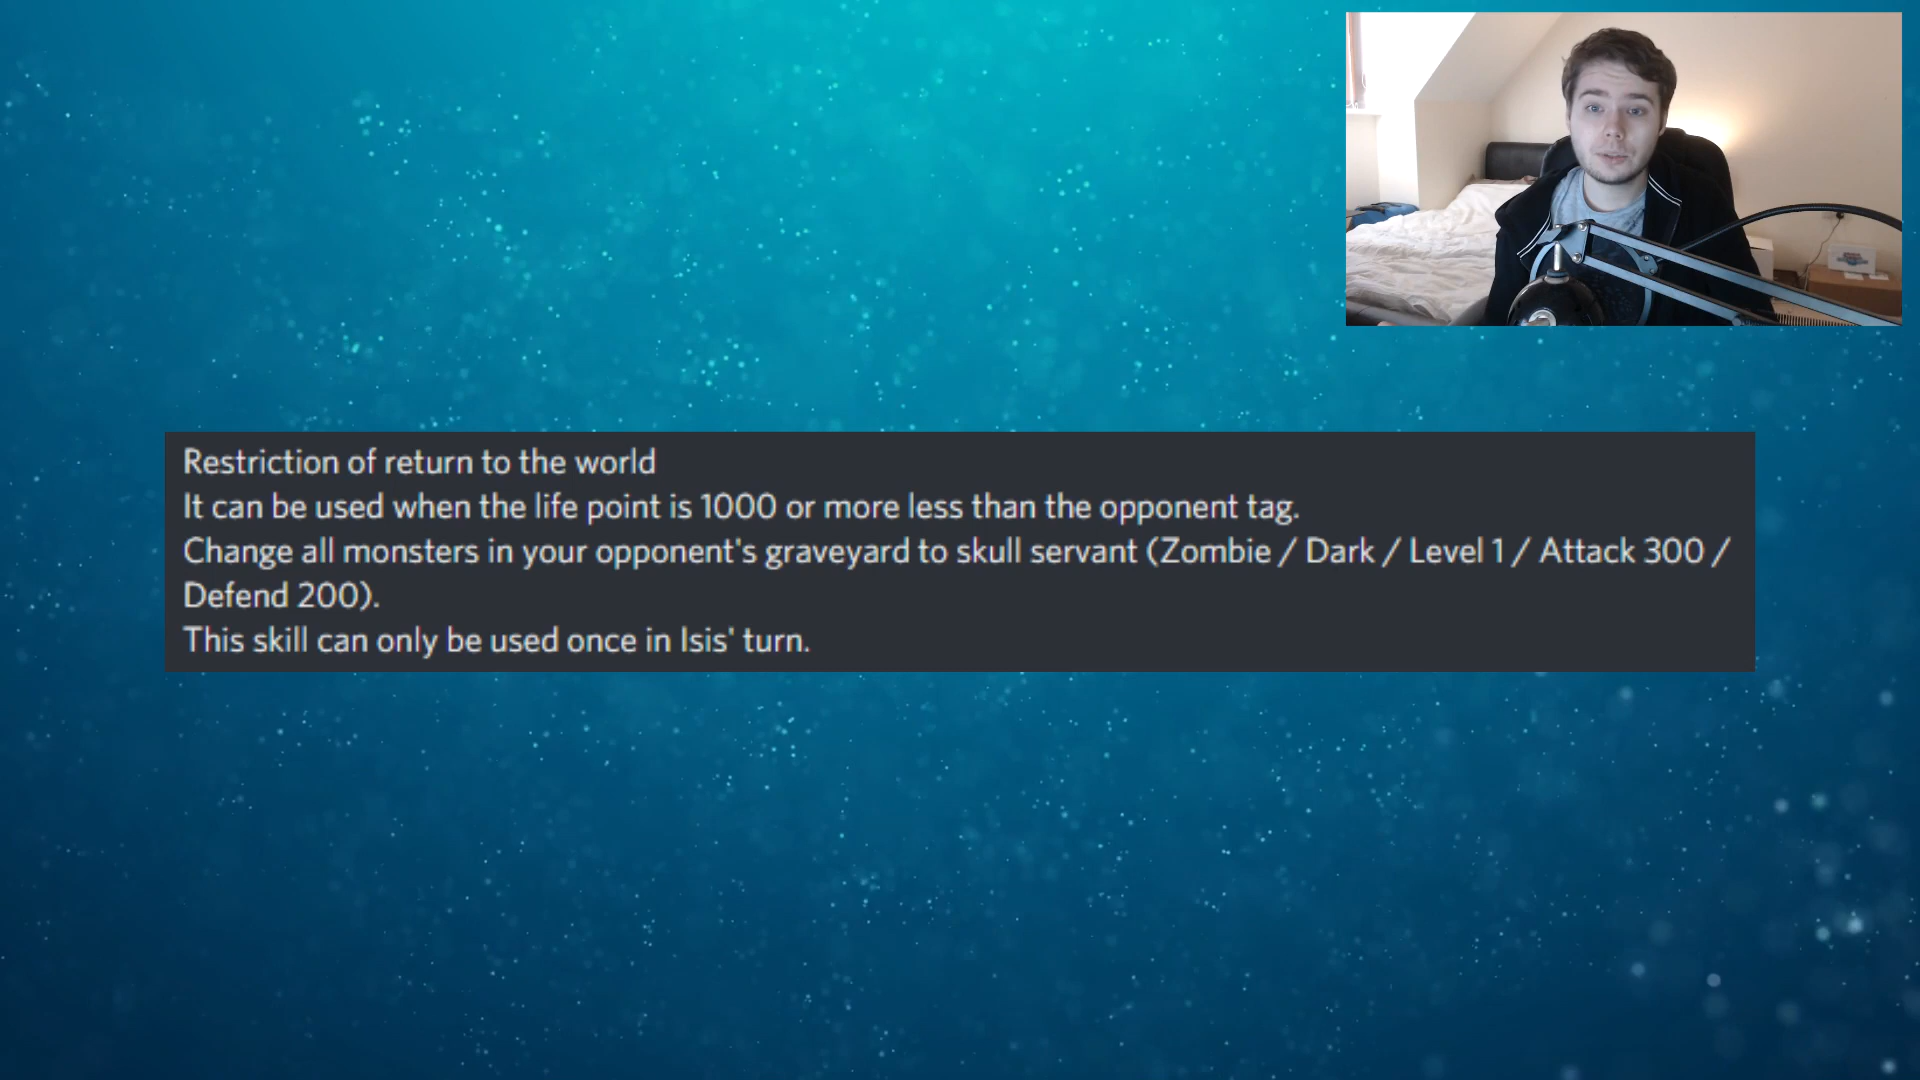 Restriction of return to the world
It can be used when the life point is 1000 or more less than the opponent tag.
Change all monsters in your opponent's graveyard to skull servant (Zombie / Dark / Level 1 / Attack 300 /
Defend 200).
This skill can only be used once in Isis' turn.